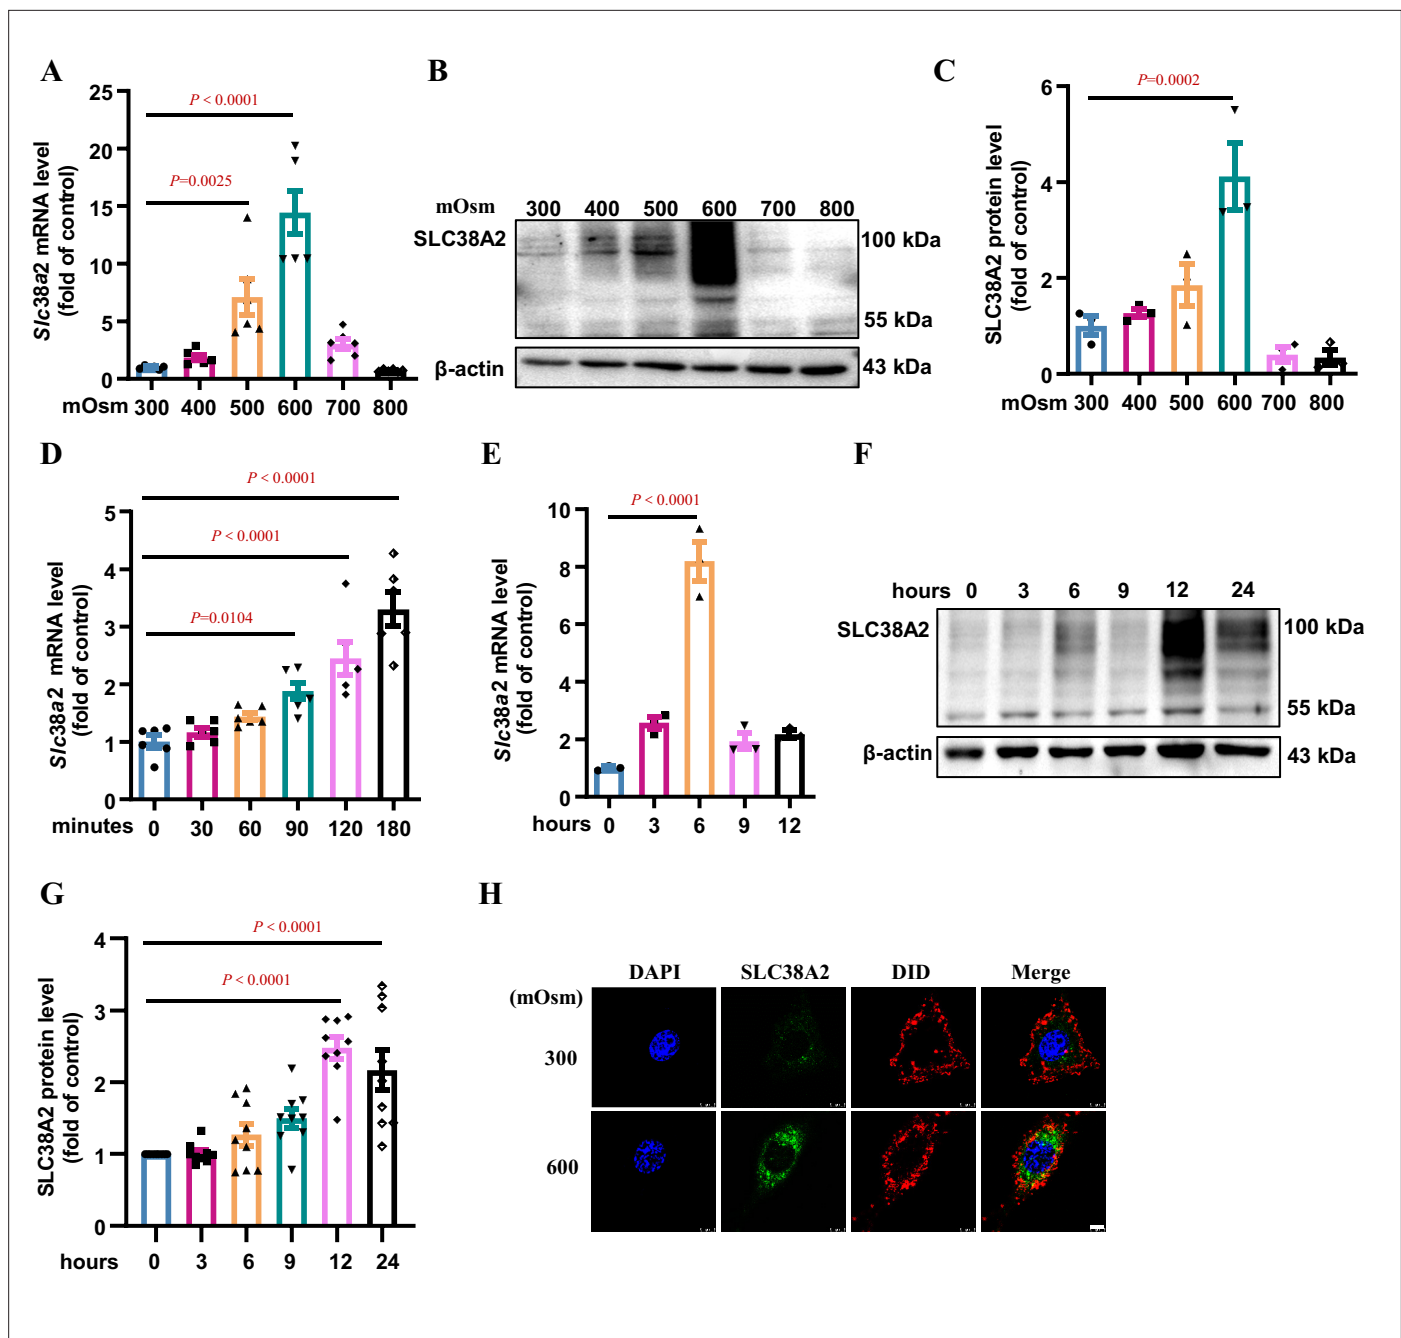 A
Slc38a2 mRNA level
(fold of control)
25
20
15
10
5
0
P < 0.0001
P=0.0025
mOsm 300 400 500 600 700 800
B
mOsm 300 400 500 600 700 800
SLC38A2
100 kDa
55 kDa
β-actin
43 kDa
C
SLC38A2 protein level
(fold of control)
6
4
2
0
P=0.0002
mOsm 300 400 500 600 700 800
D
Slc38a2 mRNA level
(fold of control)
5
4
3
2
1
0
P < 0.0001
P < 0.0001
P=0.0104
minutes 0 30 60 90 120 180
E
Slc38a2 mRNA level
(fold of control)
10
8
6
4
2
0
P < 0.0001
hours 0 3 6 9 12
F
hours 0 3 6 9 12 24
SLC38A2
100 kDa
55 kDa
β-actin
43 kDa
G
SLC38A2 protein level
(fold of control)
4
3
2
1
0
P < 0.0001
P < 0.0001
hours 0 3 6 9 12 24
H
DAPI SLC38A2 DID Merge
(mOsm)
300
600